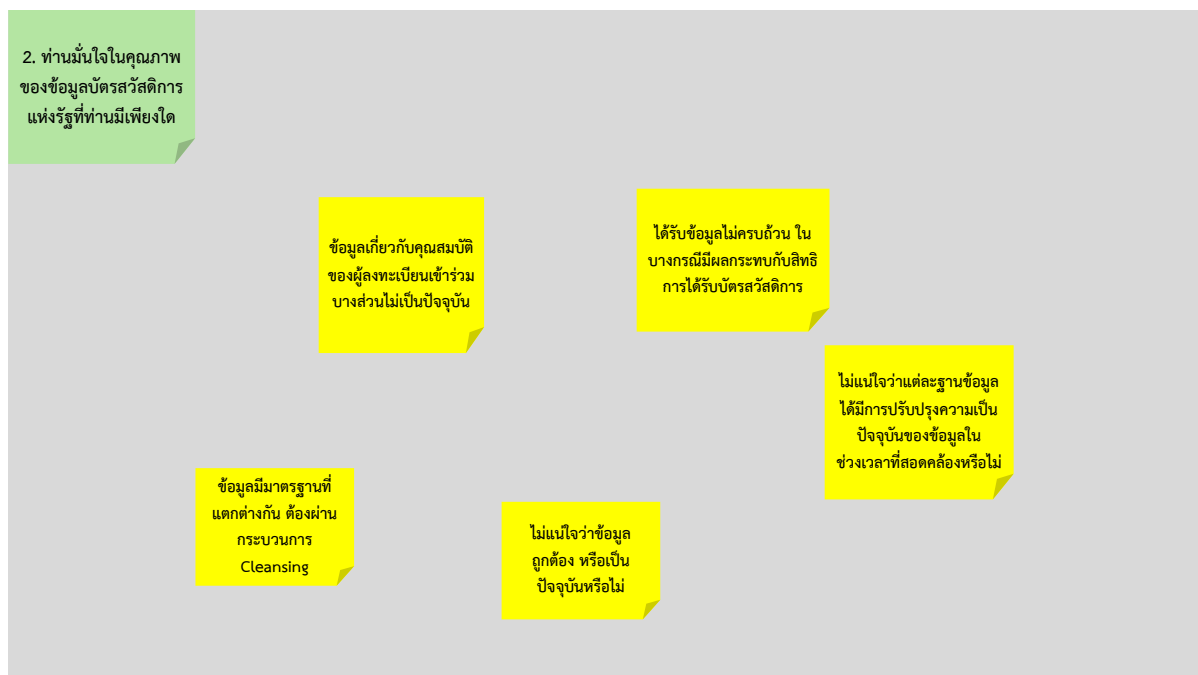 2. ท่านมั่นใจในคุณภาพ
ของข้อมูลบัตรสวัสดิการ
แห่งรัฐที่ท่านมีเพียงใด
ข้อมูลเกี่ยวกับคุณสมบัติ
ของผู้ลงทะเบียนเข้าร่วม
บางส่วนไม่เป็นปัจจุบัน
ได้รับข้อมูลไม่ครบถ้วน ใน
บางกรณีมีผลกระทบกับสิทธิ
การได้รับบัตรสวัสดิการ
ไม่แน่ใจว่าแต่ละฐานข้อมูล
ได้มีการปรับปรุงความเป็น
ปัจจุบันของข้อมูลใน
ช่วงเวลาที่สอดคล้องหรือไม่
ข้อมูลมีมาตรฐานที่
แตกต่างกัน ต้องผ่าน
กระบวนการ
Cleansing
ไม่แน่ใจว่าข้อมูล
ถูกต้อง หรือเป็น
ปัจจุบันหรือไม่